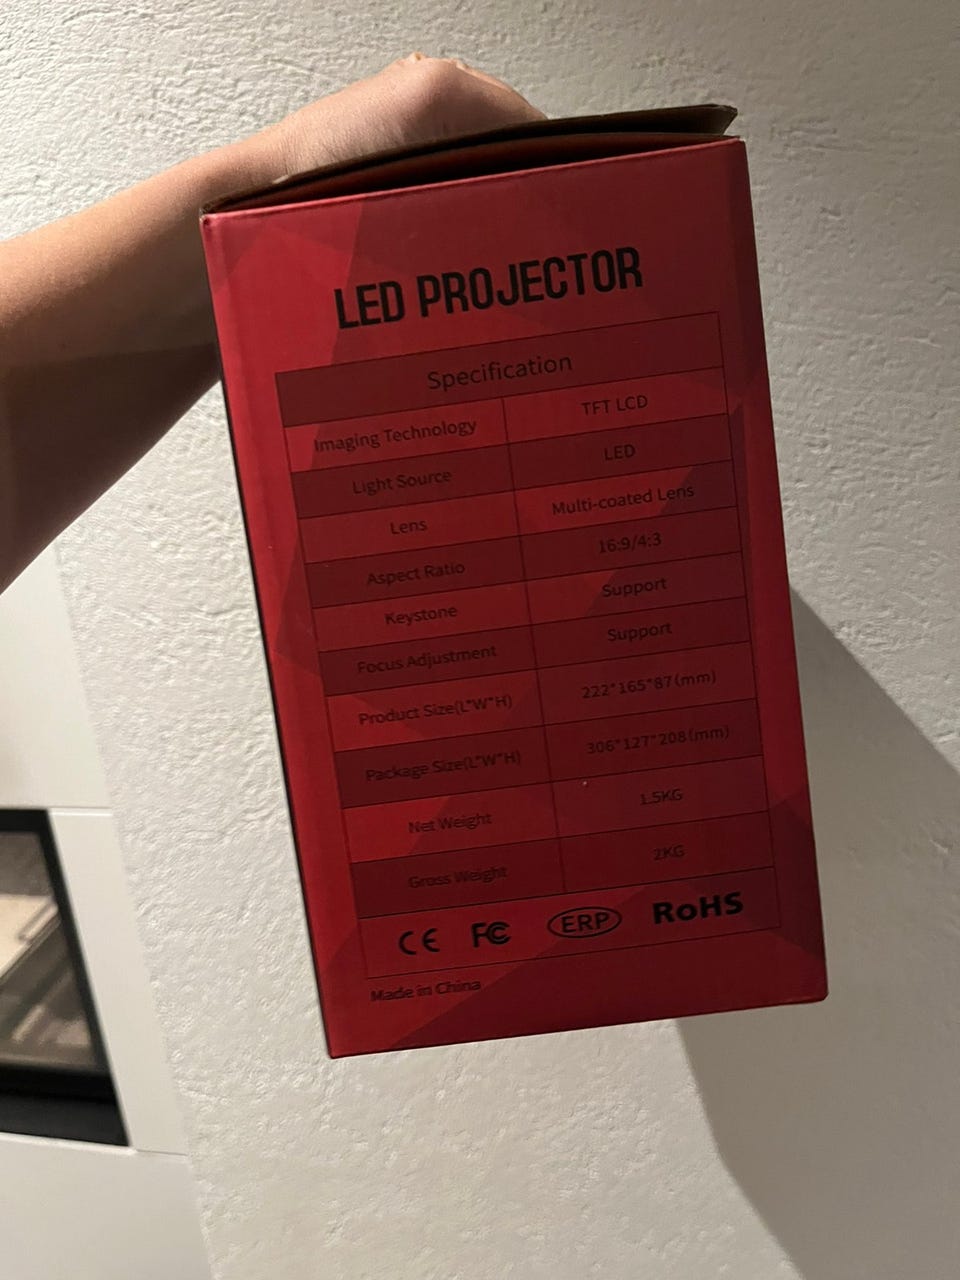 LED PROJECTOR
Specification
Imaging Technology TFT LCD
Light Source LED
Lens Multi-coated Lens
Aspect Ratio 16:9/4:3
Keystone Support
Focus Adjustment Support
Product Size(L*W*H) 222*165*87(mm)
Package Size(L*W*H) 306*127*208(mm)
Net Weight 1.5KG
Gross Weight 2KG
CE FC ERP RoHS
Made in China